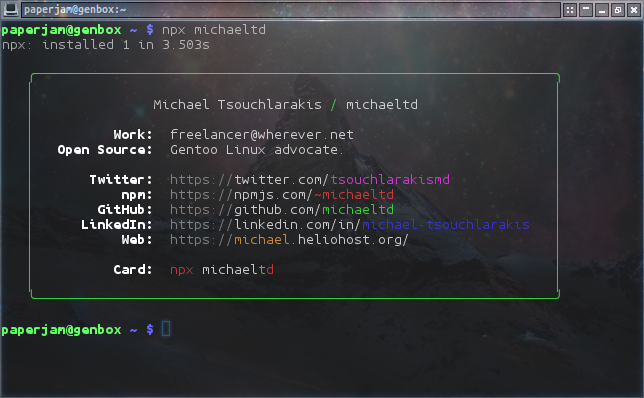 paperjam@genbox:~
paperjam@genbox ~ $ npx michaeltd
npx: installed 1 in 3.503s
Michael Tsouchlarakis / michaeltd
Work: freelancer@wherever.net
Open Source: Gentoo Linux advocate.
Twitter: https://twitter.com/tsouchlarakismd
npm: https://npmjs.com/~michaeltd
GitHub: https://github.com/michaeltd
LinkedIn: https://linkedin.com/in/michael-tsouchlarakis
Web: https://michael.heliohost.org/
Card: npx michaeltd
paperjam@genbox ~ $